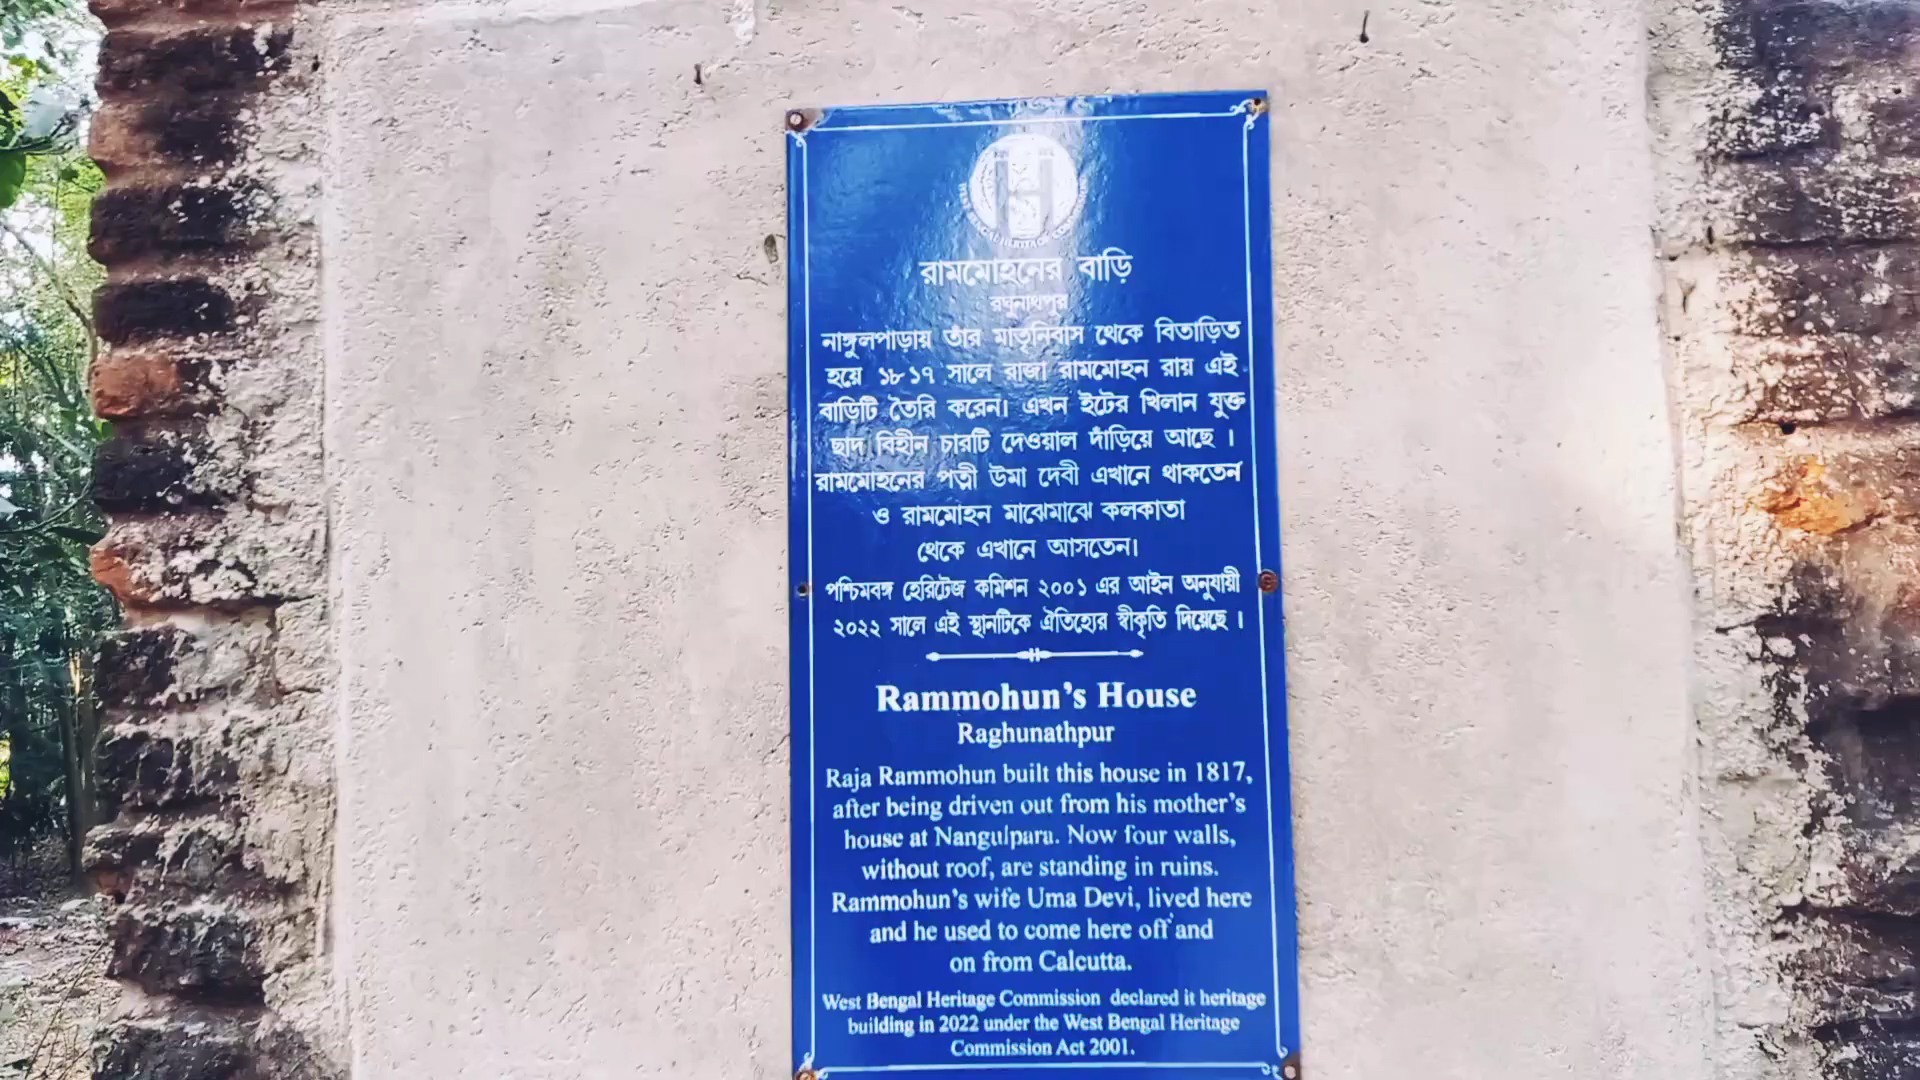 রামমোহনের বাড়ি
রঘুনাথপুর
নাঙ্গুলপাড়ায় তাঁর মাতৃনিবাস থেকে বিতাড়িত
হয়ে ১৮১৭ সালে রাজা রামমোহন রায় এই
বাড়িটি তৈরি করেন। এখন ইটের খিলান যুক্ত
ছাদ বিহীন চারটি দেওয়াল দাঁড়িয়ে আছে ।
রামমোহনের পত্নী উমা দেবী এখানে থাকতেন
ও রামমোহন মাঝেমাঝে কলকাতা
থেকে এখানে আসতেন।
পশ্চিমবঙ্গ হেরিটেজ কমিশন ২০০১ এর আইন অনুযায়ী
২০২২ সালে এই স্থানটিকে ঐতিহ্যের স্বীকৃতি দিয়েছে ।
Rammohun's House
Raghunathpur
Raja Rammohun built this house in 1817,
after being driven out from his mother's
house at Nangulpara. Now four walls,
without roof, are standing in ruins.
Rammohun's wife Uma Devi, lived here
and he used to come here off and
on from Calcutta.
West Bengal Heritage Commission declared it heritage
building in 2022 under the West Bengal Heritage
Commission Act 2001.